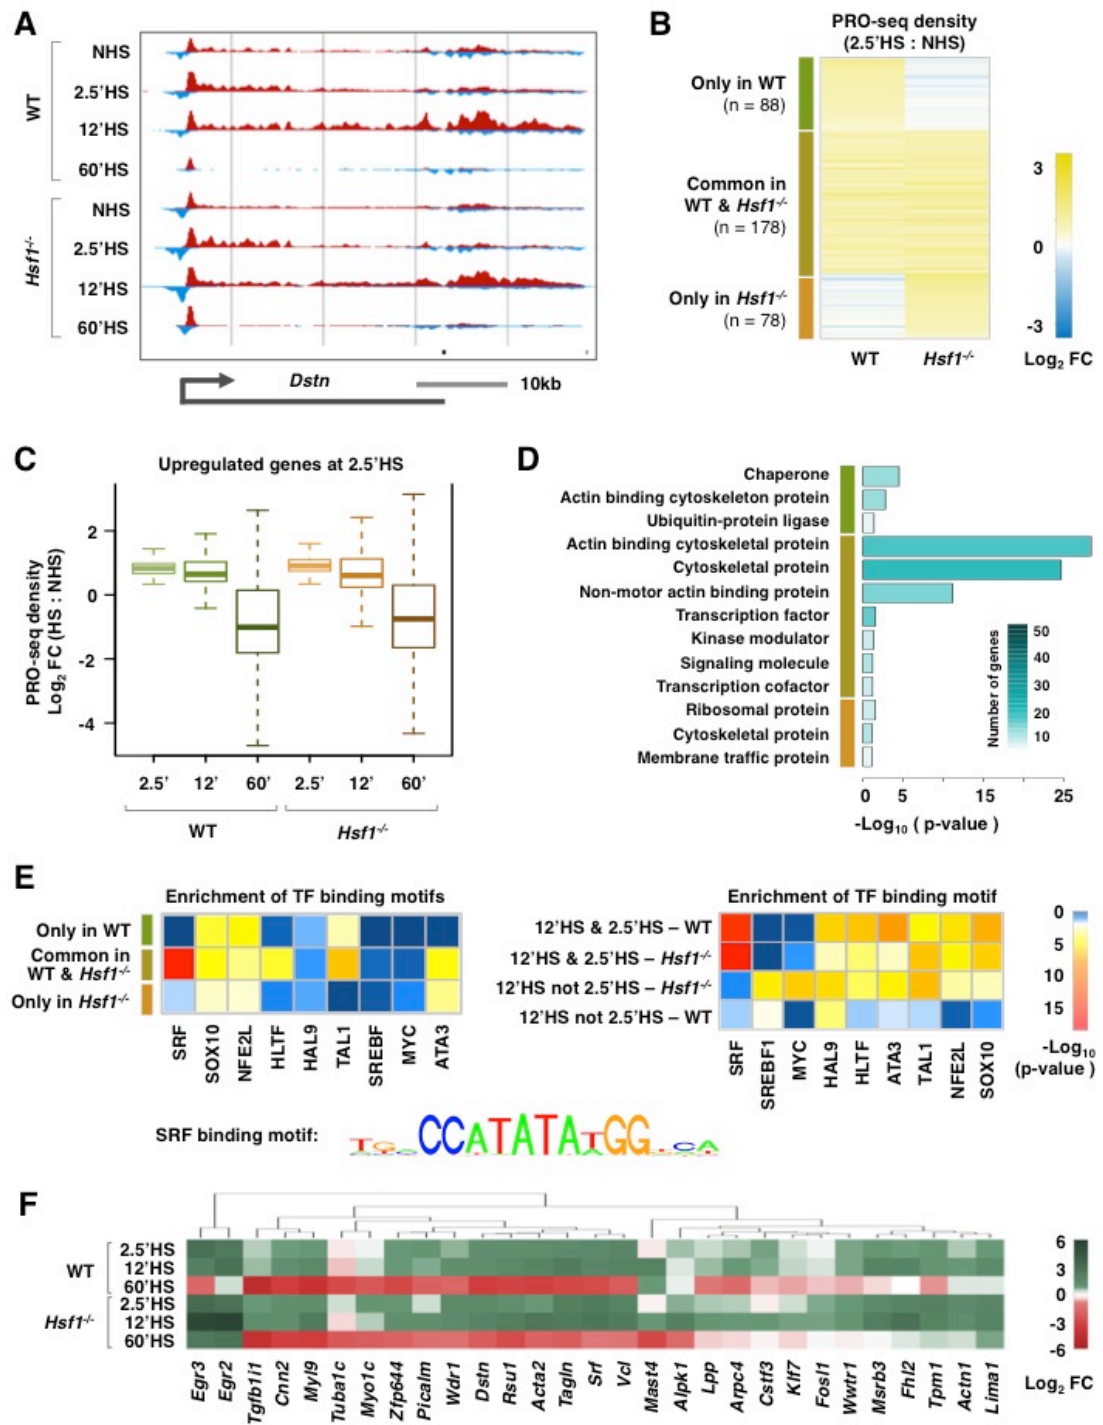 A
WT
NHS
2.5'HS
12'HS
60'HS
Hsf1-/-
NHS
2.5'HS
12'HS
60'HS
Dstn
10kb
B
PRO-seq density
(2.5'HS : NHS)
Only in WT
(n = 88)
Common in
WT & Hsf1-/-
(n = 178)
Only in Hsf1-/-
(n = 78)
WT
Hsf1-/-
3
0
-3
Log2 FC
C
Upregulated genes at 2.5'HS
PRO-seq density
Log2 FC (HS : NHS)
2
0
-2
-4
2.5' 12' 60' 2.5' 12' 60'
WT
Hsf1-/-
D
Chaperone
Actin binding cytoskeleton protein
Ubiquitin-protein ligase
Actin binding cytoskeletal protein
Cytoskeletal protein
Non-motor actin binding protein
Transcription factor
Kinase modulator
Signaling molecule
Transcription cofactor
Ribosomal protein
Cytoskeletal protein
Membrane traffic protein
Number of genes
50
40
30
20
10
0 5 15 25
-Log10 ( p-value )
E
Enrichment of TF binding motifs
Only in WT
Common in
WT & Hsf1-/-
Only in Hsf1-/-
SRF SOX10 NFE2L HLTF HAL9 TAL1 SREBF MYC ATA3
Enrichment of TF binding motif
12'HS & 2.5'HS – WT
12'HS & 2.5'HS – Hsf1-/-
12'HS not 2.5'HS – Hsf1-/-
12'HS not 2.5'HS – WT
SRF SREBF1 MYC HAL9 HLTF ATA3 TAL1 NFE2L SOX10
0
5
10
15
-Log10
(p-value )
SRF binding motif:
CCATATATGG
F
WT
2.5'HS
12'HS
60'HS
Hsf1-/-
2.5'HS
12'HS
60'HS
Egr3 Egr2 Tgfb1i1 Cnn2 Myl9 Tuba1c Myo1c Zfp644 Picalm Wdr1 Dstn Rsu1 Acta2 Tagln Srf Vcl Mast4 Alpk1 Lpp Arpc4 Cstf3 Klf7 Fosl1 Wwtr1 Msrb3 Fhl2 Tpm1 Actn1 Lima1
6
3
0
-3
-6
Log2 FC